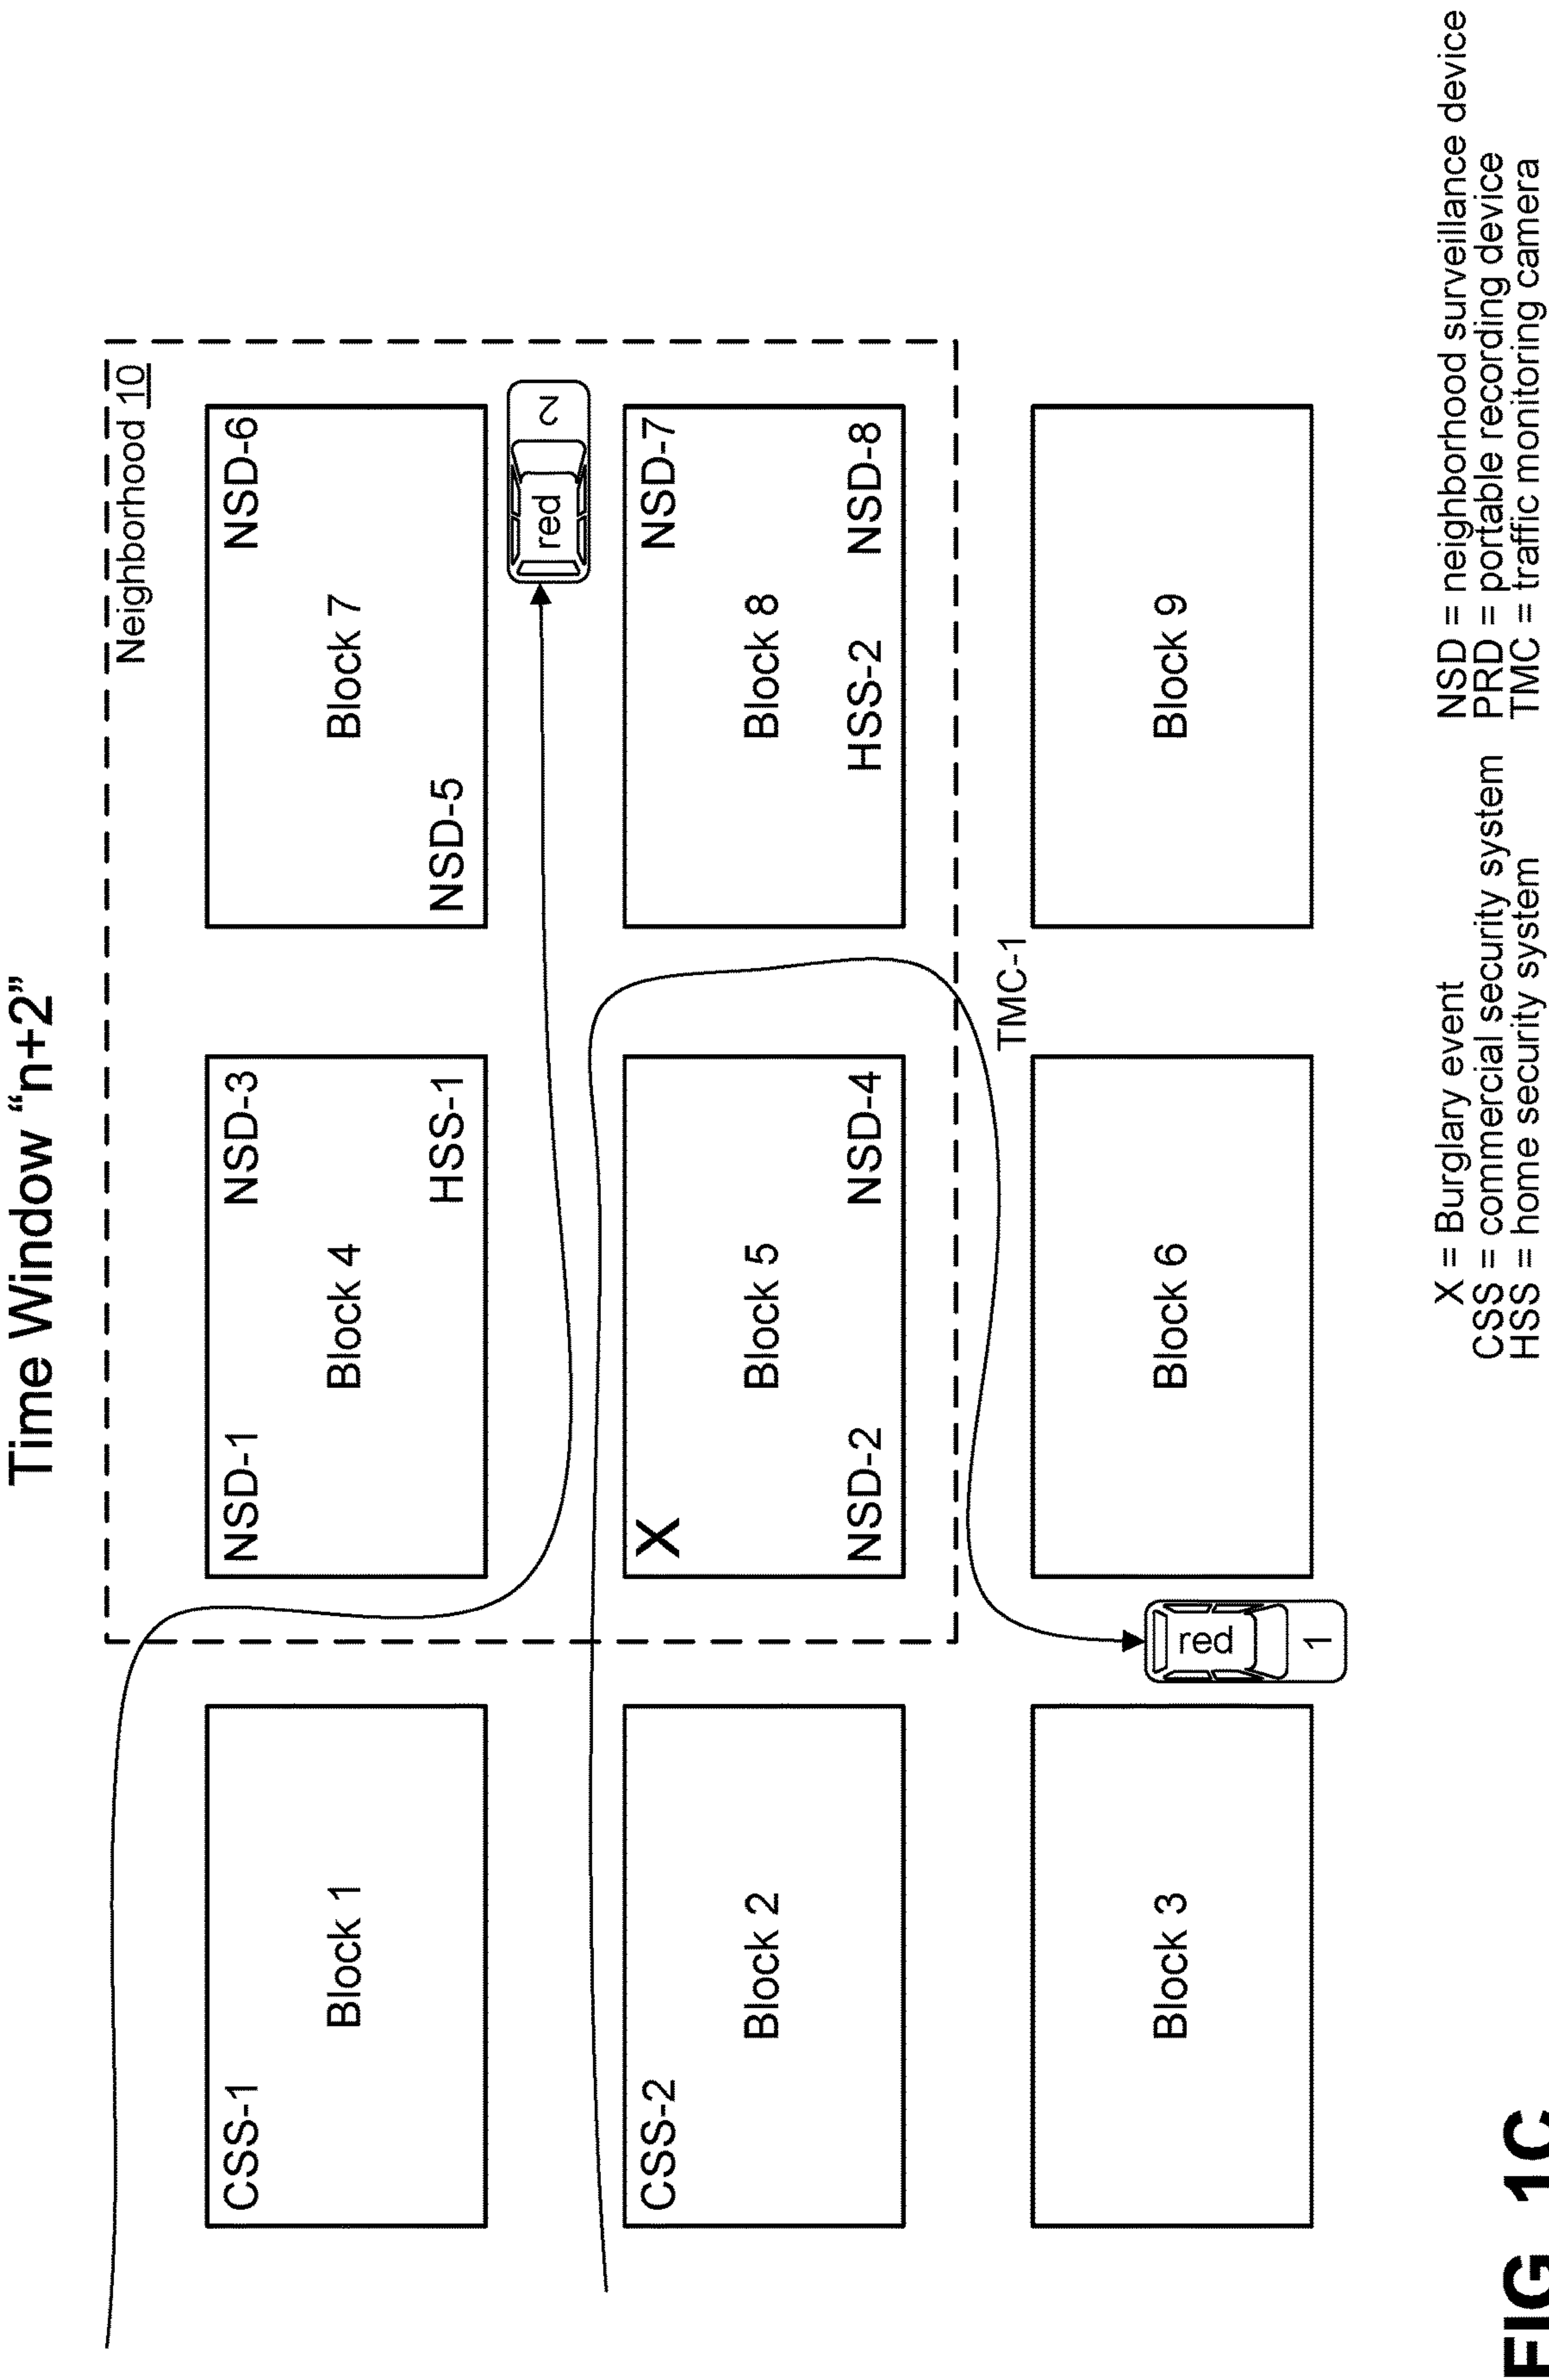 Time Window “n+2”
Neighborhood 10
CSS-1
Block 1
NSD-1
NSD-3
Block 4
HSS-1
NSD-6
Block 7
NSD-5
red
2
CSS-2
Block 2
X
Block 5
NSD-2
NSD-4
NSD-7
Block 8
HSS-2
NSD-8
TMC-1
Block 3
red
1
Block 6
Block 9
X = Burglary event
CSS = commercial security system
HSS = home security system
NSD = neighborhood surveillance device
PRD = portable recording device
TMC = traffic monitoring camera
FIG. 1C